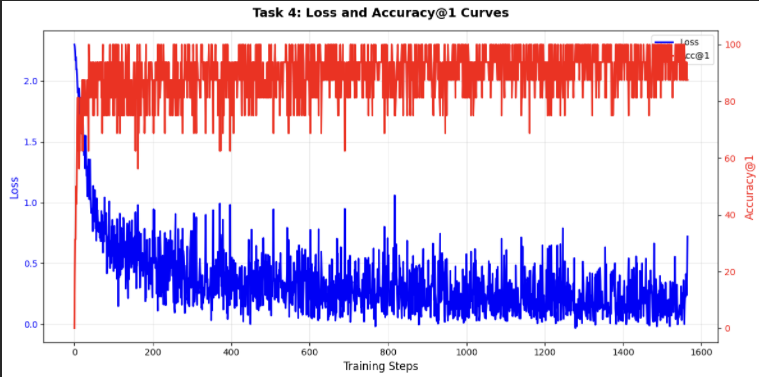 Task 4: Loss and Accuracy@1 Curves
Loss
cc@1
2.0
1.5
1.0
0.5
0.0
Loss
100
80
60
40
20
0
Accuracy@1
0 200 400 600 800 1000 1200 1400 1600
Training Steps